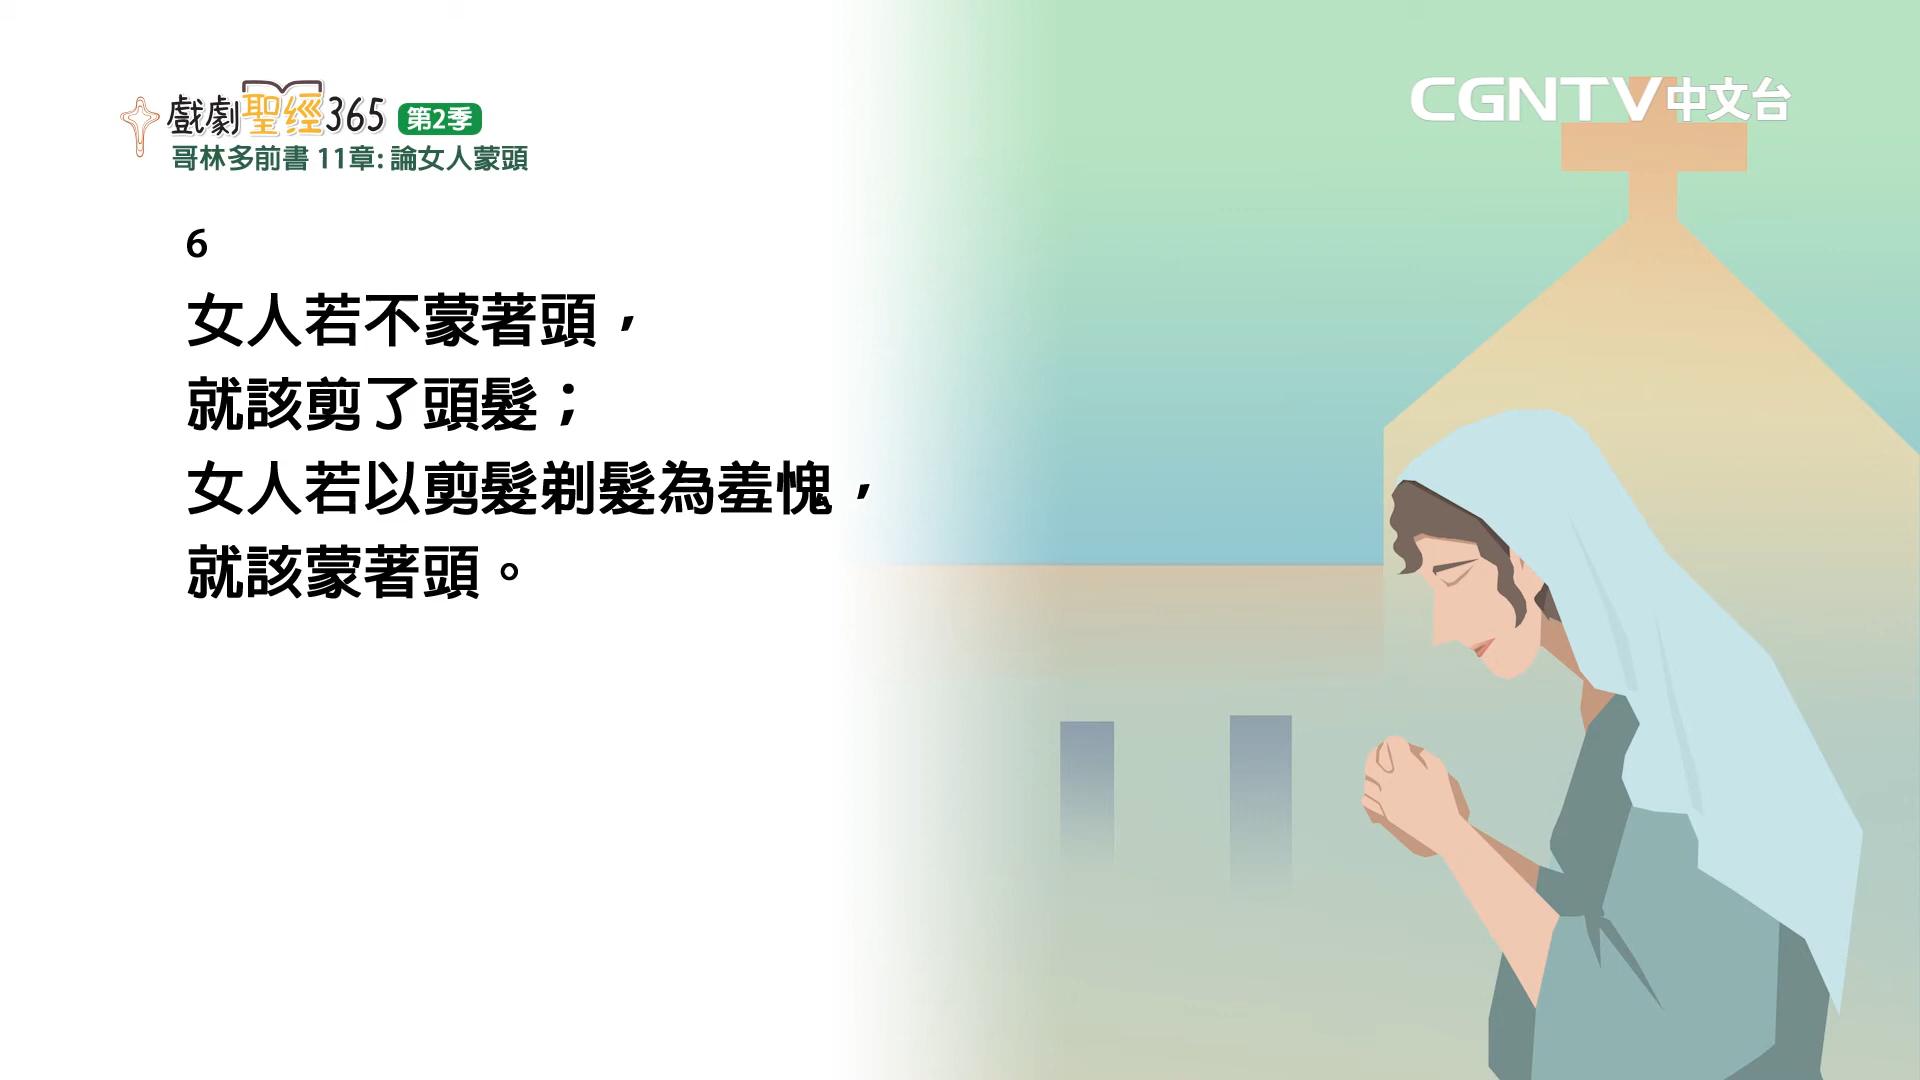 戲劇聖經365 第2季
哥林多前書 11章: 論女人蒙頭
CGNTV中文台
6
女人若不蒙著頭，
就該剪了頭髮；
女人若以剪髮剃髮為羞愧，
就該蒙著頭。